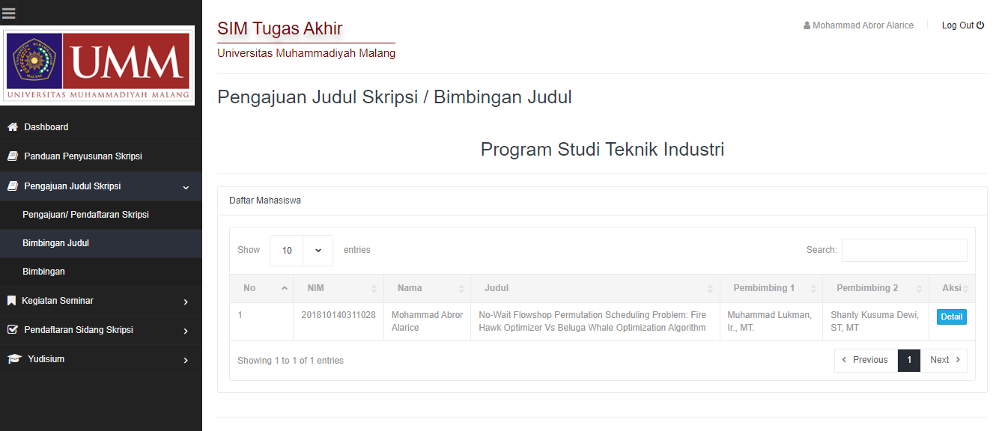 SIM Tugas Akhir
Universitas Muhammadiyah Malang
Mohammad Abror Alarice
Log Out
UMM
UNIVERSITAS MUHAMMADIYAH MALANG
Dashboard
Panduan Penyusunan Skripsi
Pengajuan Judul Skripsi
Pengajuan/ Pendaftaran Skripsi
Bimbingan Judul
Bimbingan
Kegiatan Seminar
Pendaftaran Sidang Skripsi
Yudisium
Pengajuan Judul Skripsi / Bimbingan Judul
Program Studi Teknik Industri
Daftar Mahasiswa
Show 10 entries
Search:
No NIM Nama Judul Pembimbing 1 Pembimbing 2 Aksi
1 201810140311028 Mohammad Abror No-Wait Flowshop Permutation Scheduling Problem: Fire Muhammad Lukman, Shanty Kusuma Dewi, Detail
Alarice Hawk Optimizer Vs Beluga Whale Optimization Algorithm Ir., MT. ST, MT
Showing 1 to 1 of 1 entries
Previous 1 Next